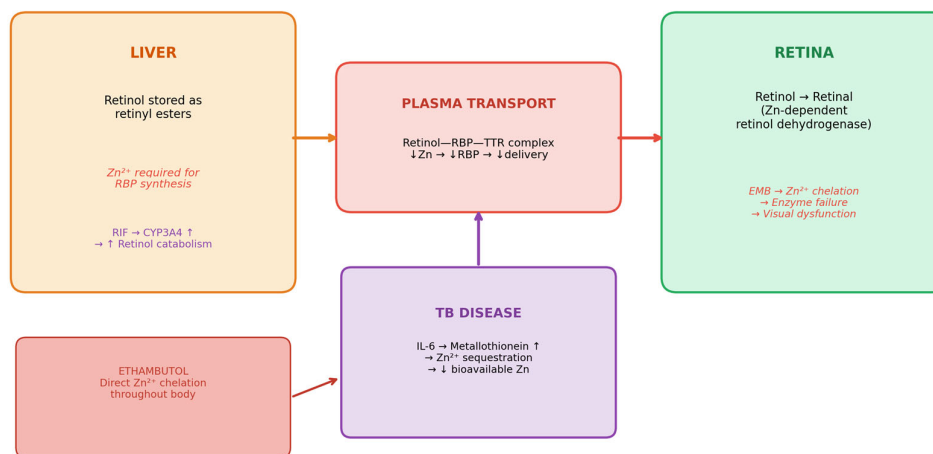 LIVER
Retinol stored as
retinyl esters
Zn²⁺ required for
RBP synthesis
RIF → CYP3A4 ↑
→ ↑ Retinol catabolism
PLASMA TRANSPORT
Retinol—RBP—TTR complex
↓Zn → ↓RBP → ↓delivery
RETINA
Retinol → Retinal
(Zn-dependent
retinol dehydrogenase)
EMB → Zn²⁺ chelation
→ Enzyme failure
→ Visual dysfunction
TB DISEASE
IL-6 → Metallothionein ↑
→ Zn²⁺ sequestration
→ ↓ bioavailable Zn
ETHAMBUTOL
Direct Zn²⁺ chelation
throughout body